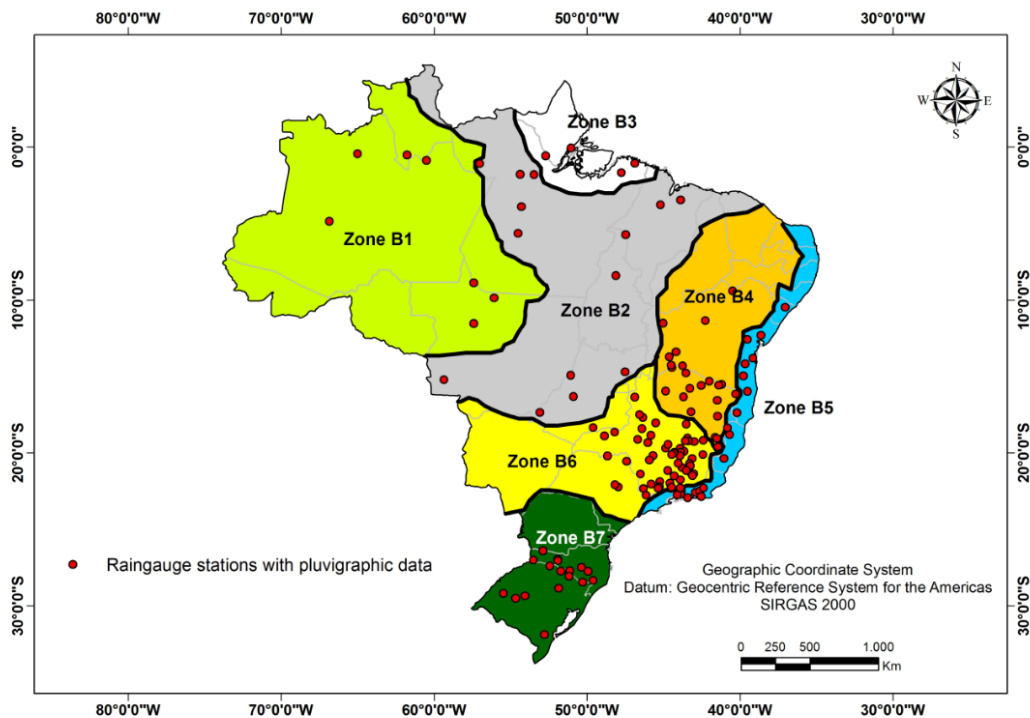 80°0'0"W 70°0'0"W 60°0'0"W 50°0'0"W 40°0'0"W 30°0'0"W
N
W E
S
Zone B3
0°0'0" 0°0'0"
Zone B1
Zone B4
Zone B2
10°0'0"S 10°0'0"S
Zone B5
Zone B6
20°0'0"S 20°0'0"S
Zone B7
Raingauge stations with pluvigraphic data
Geographic Coordinate System
Datum: Geocentric Reference System for the Americas
SIRGAS 2000
30°0'0"S 30°0'0"S
0 250 500 1.000
Km
80°0'0"W 70°0'0"W 60°0'0"W 50°0'0"W 40°0'0"W 30°0'0"W